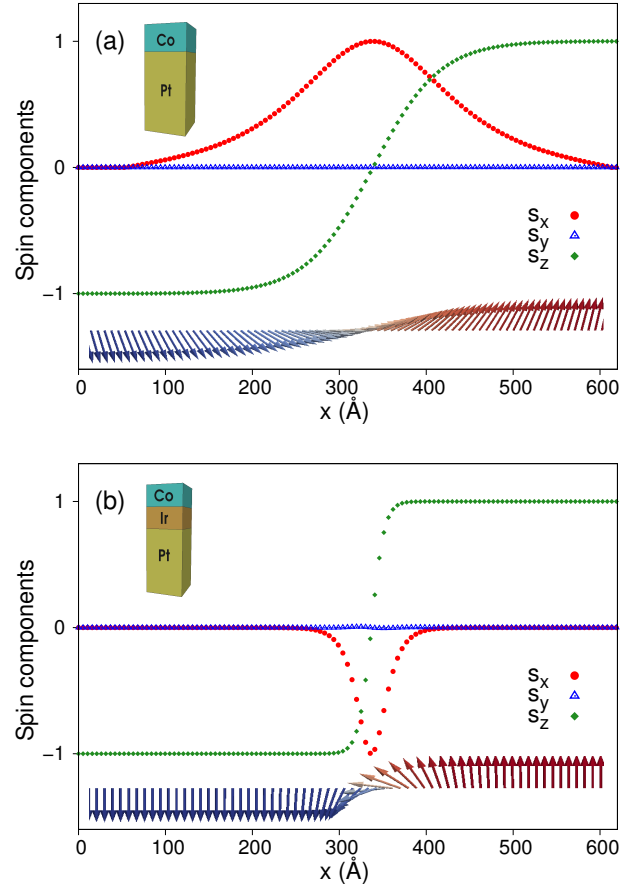 (a)
Co
Pt
Spin components
1
0
−1
s_x
s_y
s_z
0 100 200 300 400 500 600
x (Å)
(b)
Co
Ir
Pt
Spin components
1
0
−1
s_x
s_y
s_z
0 100 200 300 400 500 600
x (Å)